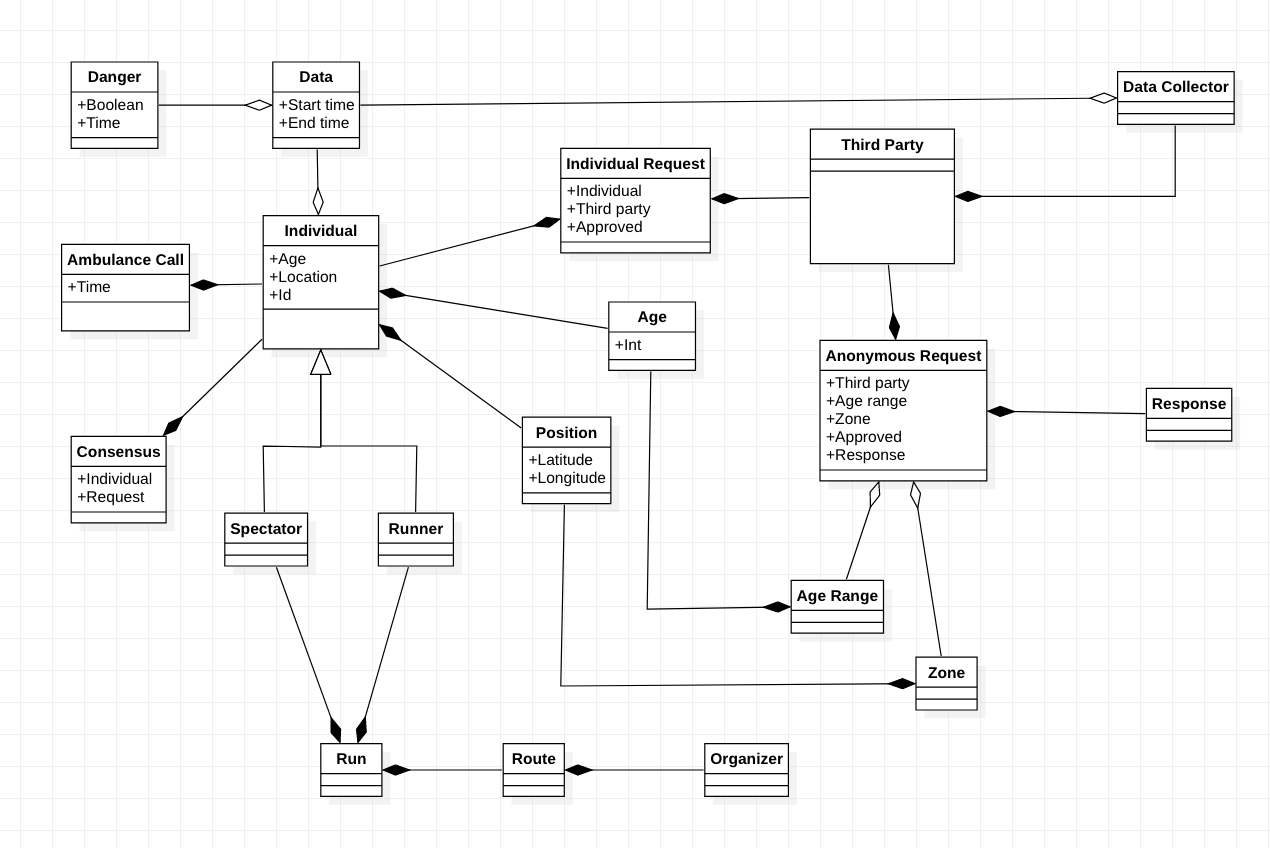 Danger
+Boolean
+Time
Data
+Start time
+End time
Data Collector
Third Party
Individual Request
+Individual
+Third party
+Approved
Individual
+Age
+Location
+Id
Ambulance Call
+Time
Age
+Int
Anonymous Request
+Third party
+Age range
+Zone
+Approved
+Response
Response
Consensus
+Individual
+Request
Position
+Latitude
+Longitude
Spectator
Runner
Age Range
Zone
Run
Route
Organizer